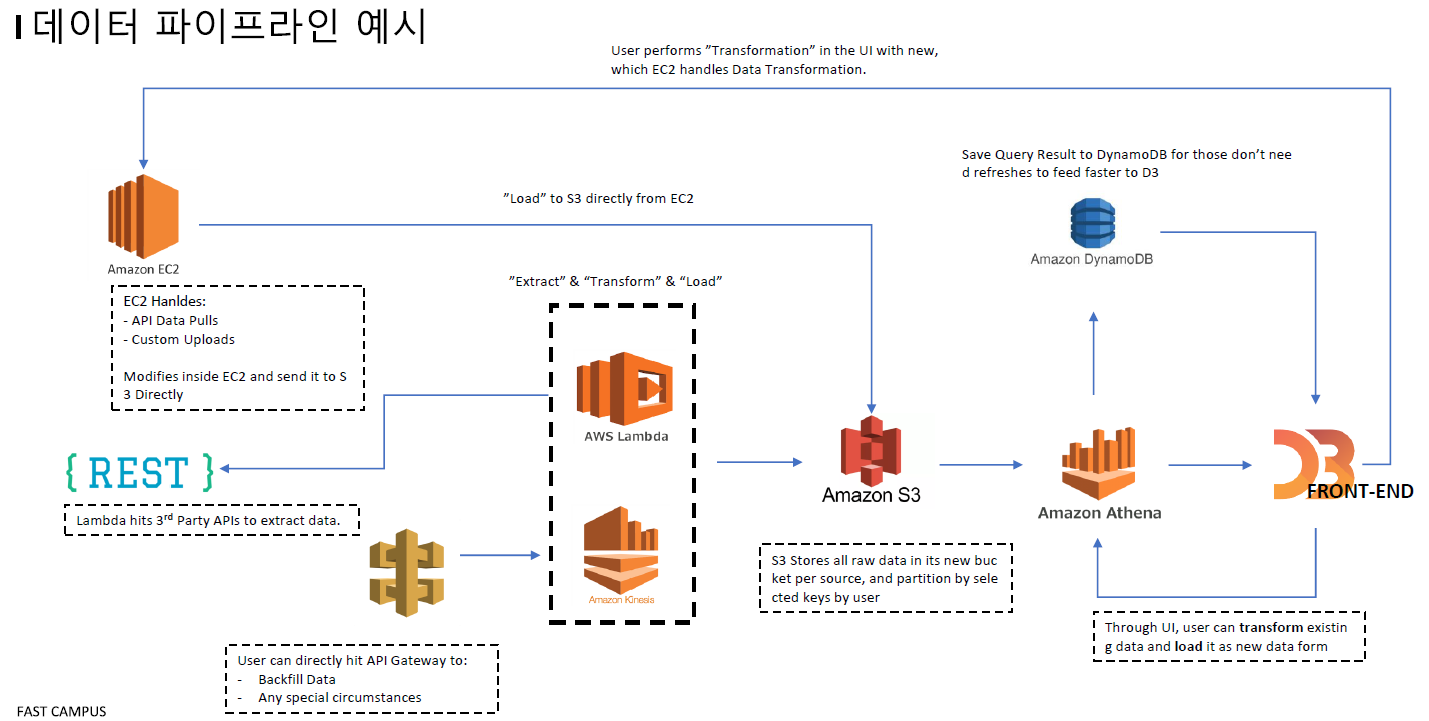 데이터 파이프라인 예시
User performs ”Transformation” in the UI with new,
which EC2 handles Data Transformation.
Save Query Result to DynamoDB for those don’t nee
d refreshes to feed faster to D3
”Load” to S3 directly from EC2
Amazon EC2
Amazon DynamoDB
”Extract” & “Transform” & “Load”
EC2 Hanldes:
- API Data Pulls
- Custom Uploads
Modifies inside EC2 and send it to S
3 Directly
AWS Lambda
{ REST }
Amazon S3
D3
FRONT-END
Amazon Athena
Lambda hits 3rd Party APIs to extract data.
Amazon Kinesis
S3 Stores all raw data in its new buc
ket per source, and partition by sele
cted keys by user
Through UI, user can transform existin
g data and load it as new data form
User can directly hit API Gateway to:
- Backfill Data
- Any special circumstances
FAST CAMPUS